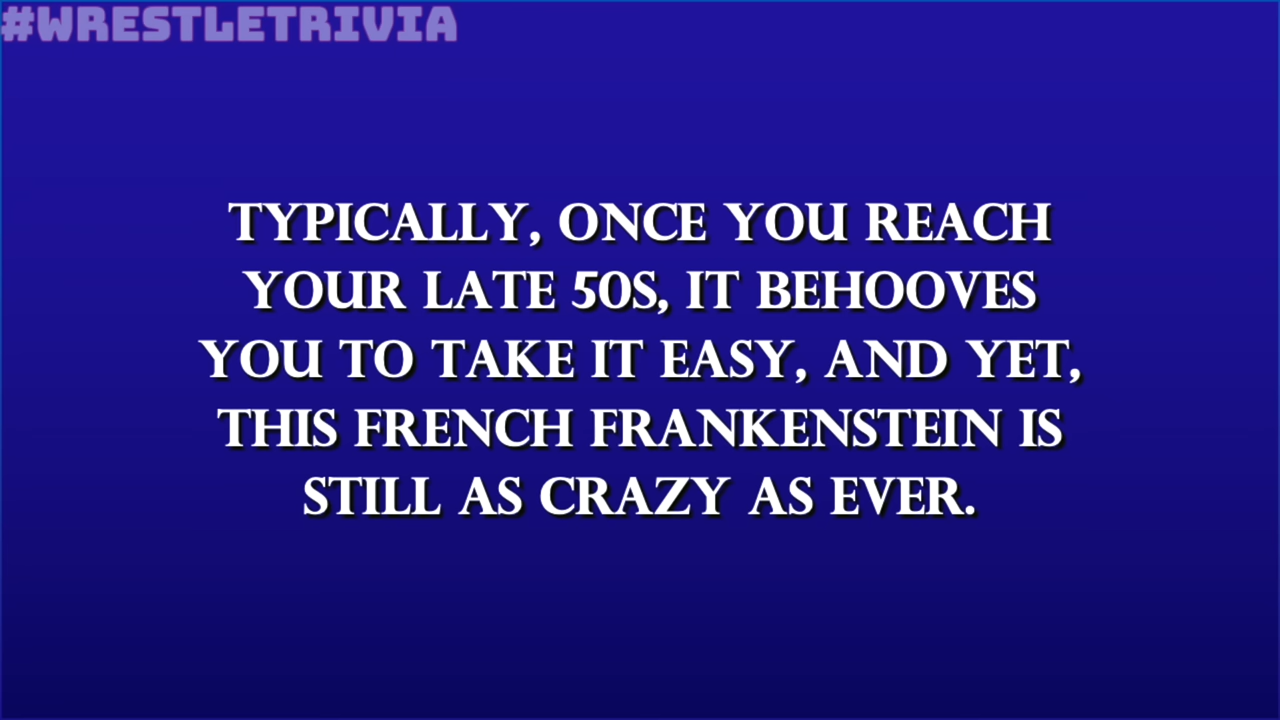 #WRESTLETRIVIA
TYPICALLY, ONCE YOU REACH
YOUR LATE 50S, IT BEHOOVES
YOU TO TAKE IT EASY, AND YET,
THIS FRENCH FRANKENSTEIN IS
STILL AS CRAZY AS EVER.